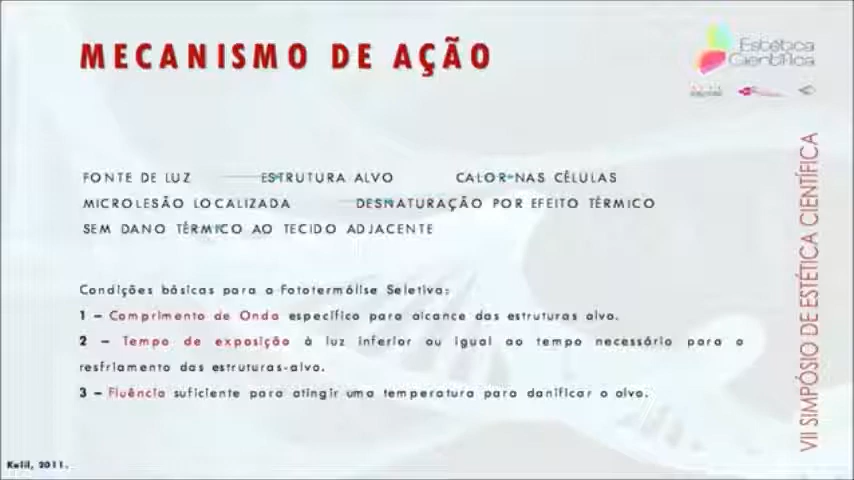 MECANISMO DE AÇÃO
Estética
Científica
FONTE DE LUZ ESTRUTURA ALVO CALOR NAS CÉLULAS
MICROLESÃO LOCALIZADA DESNATURAÇÃO POR EFEITO TÉRMICO
SEM DANO TÉRMICO AO TECIDO ADJACENTE
Condições básicas para a Fototermólise Seletiva:
1 – Comprimento de Onda específico para alcance das estruturas alvo.
2 – Tempo de exposição à luz inferior ou igual ao tempo necessário para o
resfriamento das estruturas-alvo.
3 – Fluência suficiente para atingir uma temperatura para danificar o alvo.
VII SIMPÓSIO DE ESTÉTICA CIENTÍFICA
Kalil, 2011.